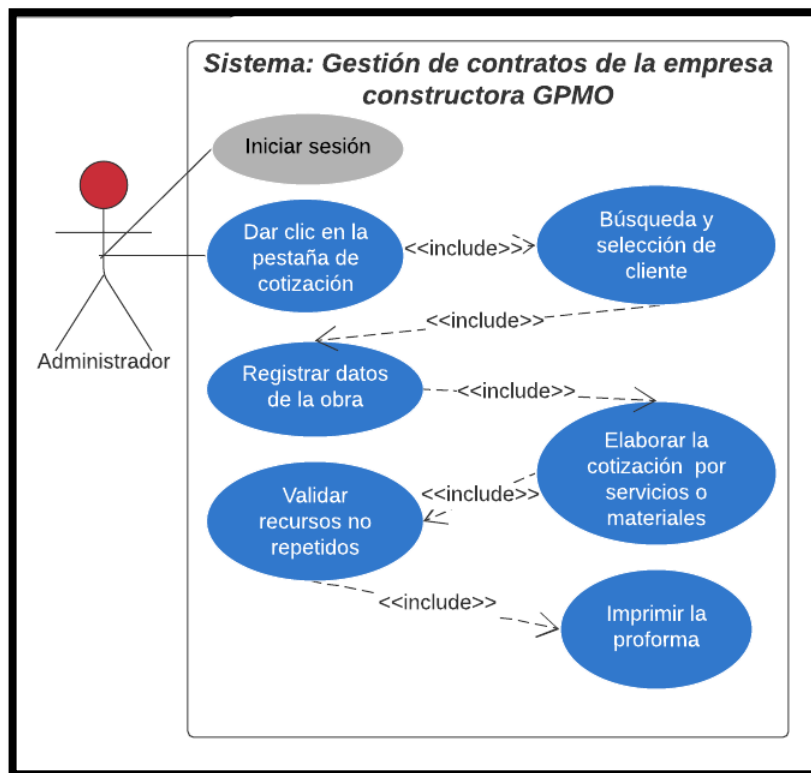 Sistema: Gestión de contratos de la empresa
constructora GPMO
Iniciar sesión
Dar clic en la
pestaña de
cotización
<<include>>
Búsqueda y
selección de
cliente
<<include>>
Administrador
Registrar datos
de la obra
<<include>>
Elaborar la
cotización por
servicios o
materiales
<<include>>
Validar
recursos no
repetidos
<<include>>
Imprimir la
proforma